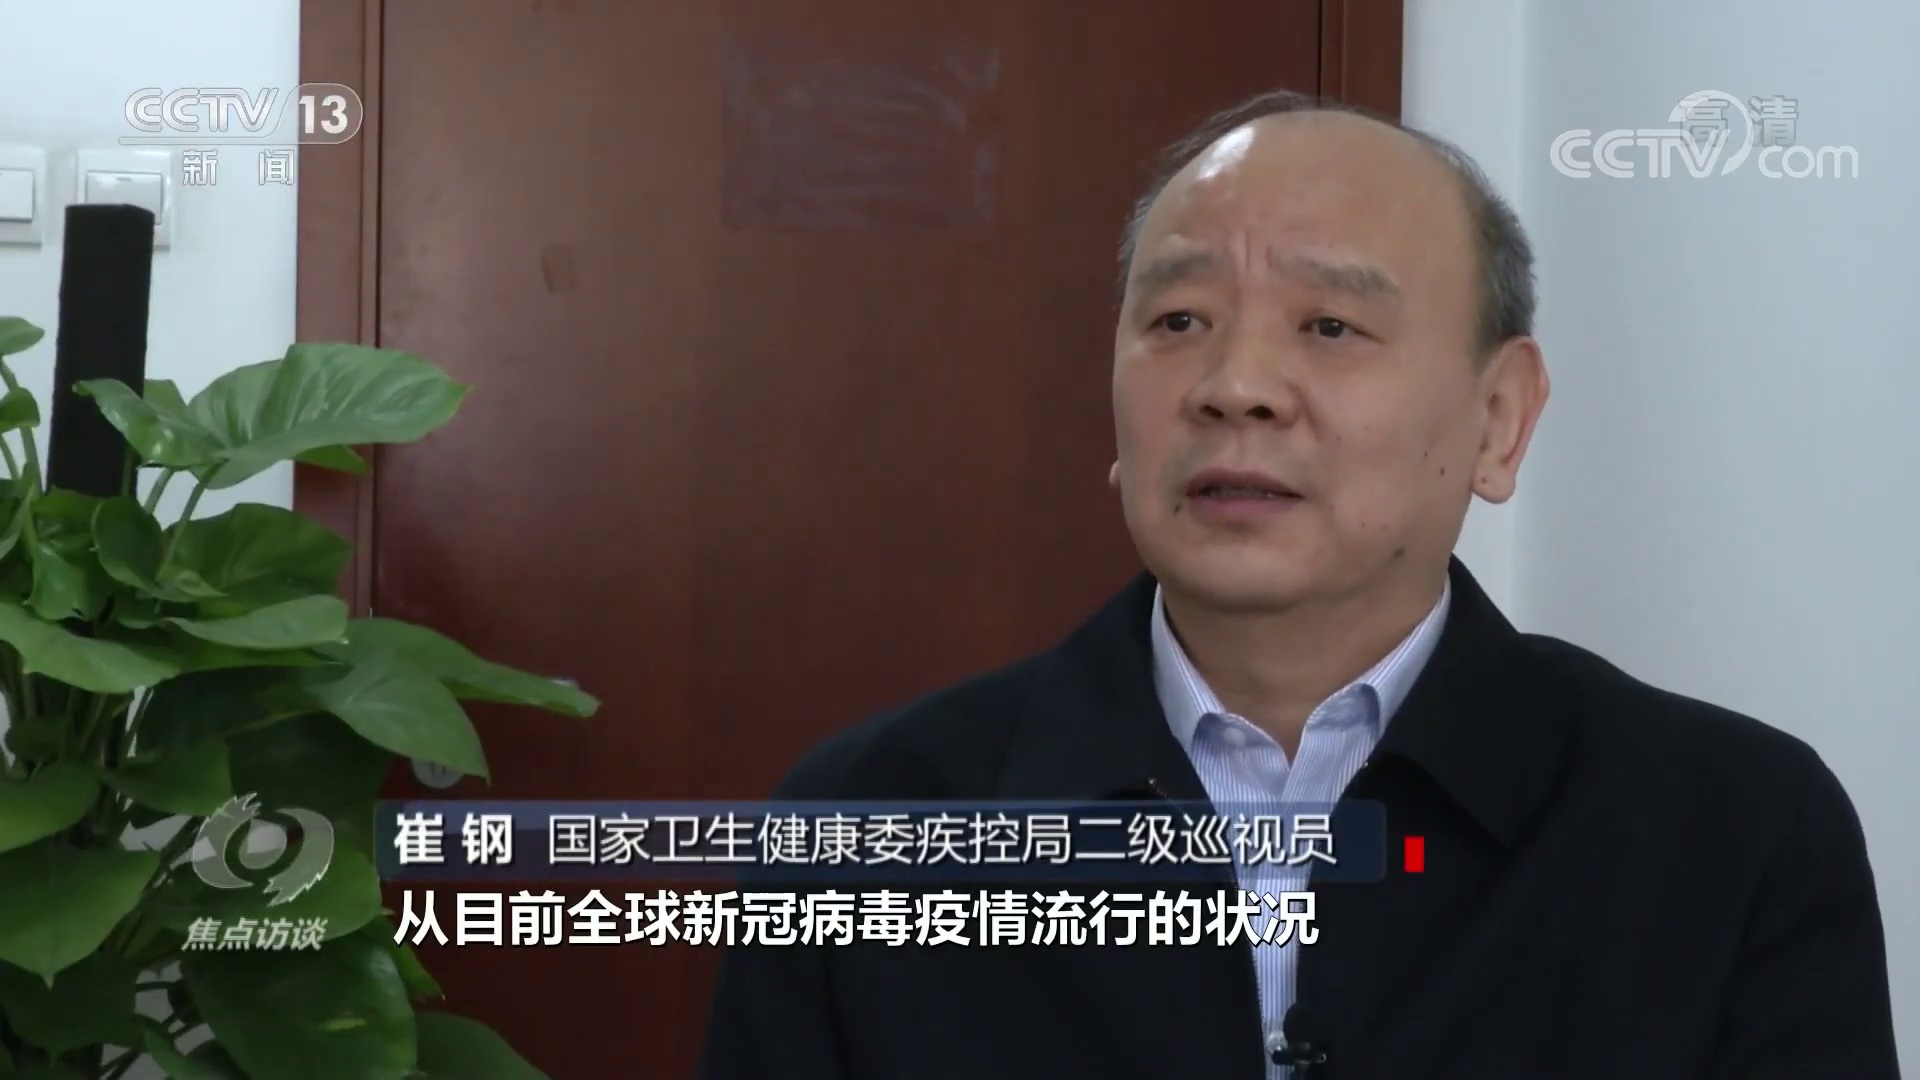 CCTV 13
新闻
高清
CCTV com
崔钢 国家卫生健康委疾控局二级巡视员
从目前全球新冠病毒疫情流行的状况
焦点访谈